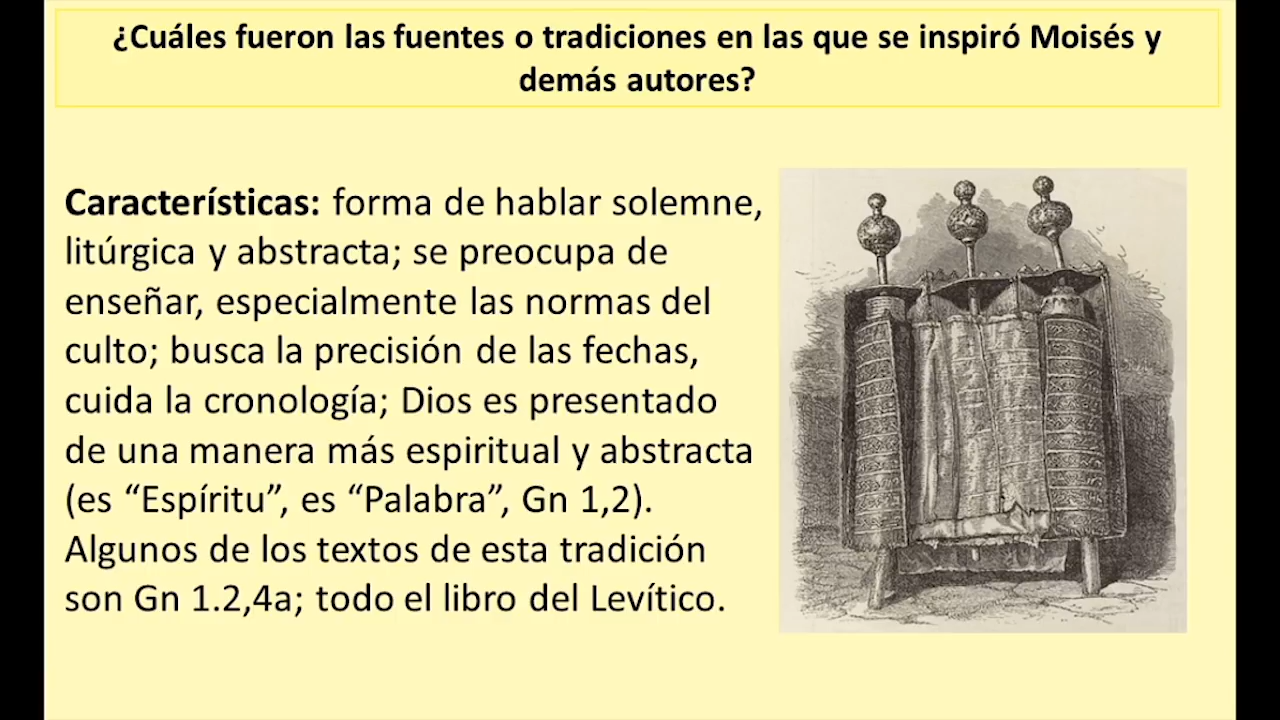 ¿Cuáles fueron las fuentes o tradiciones en las que se inspiró Moisés y
demás autores?
Características: forma de hablar solemne,
litúrgica y abstracta; se preocupa de
enseñar, especialmente las normas del
culto; busca la precisión de las fechas,
cuida la cronología; Dios es presentado
de una manera más espiritual y abstracta
(es “Espíritu”, es “Palabra”, Gn 1,2).
Algunos de los textos de esta tradición
son Gn 1.2,4a; todo el libro del Levítico.